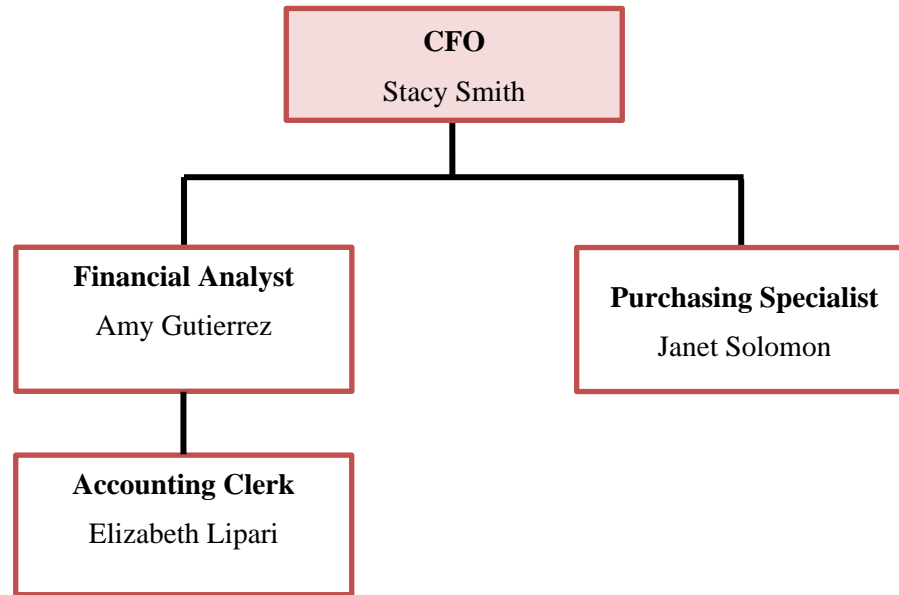 CFO
Stacy Smith
Financial Analyst
Amy Gutierrez
Purchasing Specialist
Janet Solomon
Accounting Clerk
Elizabeth Lipari